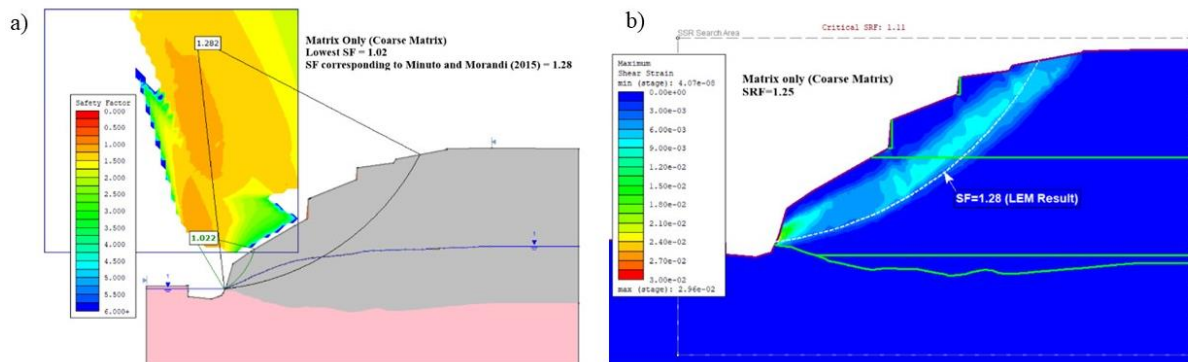 a)
1.282
Matrix Only (Coarse Matrix)
Lowest SF = 1.02
SF corresponding to Minuto and Morandi (2015) = 1.28
Safety Factor
0.000
0.500
1.000
1.500
2.000
2.500
3.000
3.500
4.000
4.500
5.000
5.500
6.000+
1.022
1
1
b)
Critical SRF: 1.11
SSR Search Area
Maximum
Shear Strain
min (stage): 4.07e-08
0.00e+00
3.00e-03
6.00e-03
9.00e-03
1.20e-02
1.50e-02
1.80e-02
2.10e-02
2.40e-02
2.70e-02
3.00e-02
max (stage): 2.96e-02
Matrix only (Coarse Matrix)
SRF=1.25
SF=1.28 (LEM Result)